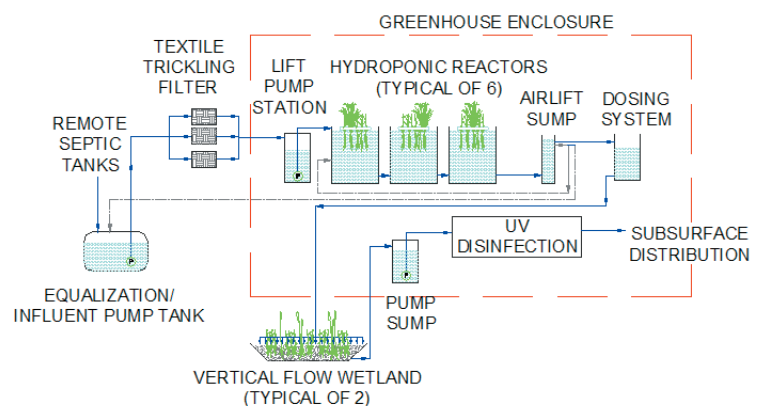 GREENHOUSE ENCLOSURE
TEXTILE
TRICKLING
FILTER
LIFT
PUMP
STATION
HYDROPONIC REACTORS
(TYPICAL OF 6)
AIRLIFT
SUMP
DOSING
SYSTEM
REMOTE
SEPTIC
TANKS
P
P
EQUALIZATION/
INFLUENT PUMP TANK
P
PUMP
SUMP
UV
DISINFECTION
SUBSURFACE
DISTRIBUTION
VERTICAL FLOW WETLAND
(TYPICAL OF 2)